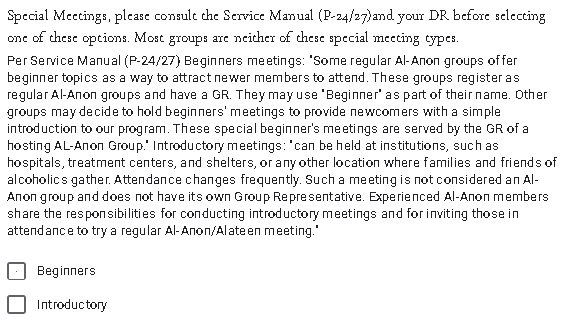 Special Meetings, please consult the Service Manual (P-24/27)and your DR before selecting
one of these options. Most groups are neither of these special meeting types.
Per Service Manual (P-24/27) Beginners meetings: "Some regular Al-Anon groups offer
beginner topics as a way to attract newer members to attend. These groups register as
regular Al-Anon groups and have a GR. They may use "Beginner" as part of their name. Other
groups may decide to hold beginners' meetings to provide newcomers with a simple
introduction to our program. These special beginner's meetings are served by the GR of a
hosting AL-Anon Group." Introductory meetings: "can be held at institutions, such as
hospitals, treatment centers, and shelters, or any other location where families and friends of
alcoholics gather. Attendance changes frequently. Such a meeting is not considered an Al-
Anon group and does not have its own Group Representative. Experienced Al-Anon members
share the responsibilities for conducting introductory meetings and for inviting those in
attendance to try a regular Al-Anon/Alateen meeting."
Beginners
Introductory